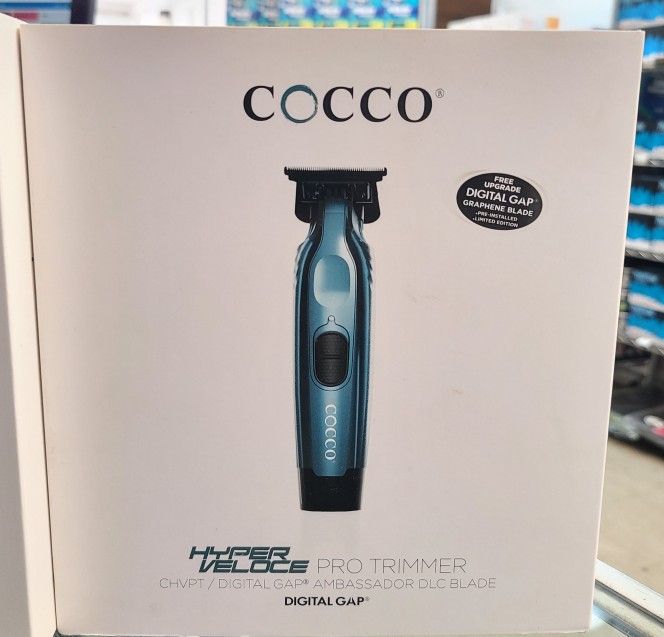 COCCO®
FREE
UPGRADE
DIGITAL GAP®
GRAPHENE BLADE
•PRE-INSTALLED
•LIMITED EDITION
COCCO
HYPER
VELOCE PRO TRIMMER
CHVPT / DIGITAL GAP® AMBASSADOR DLC BLADE
DIGITAL GAP®